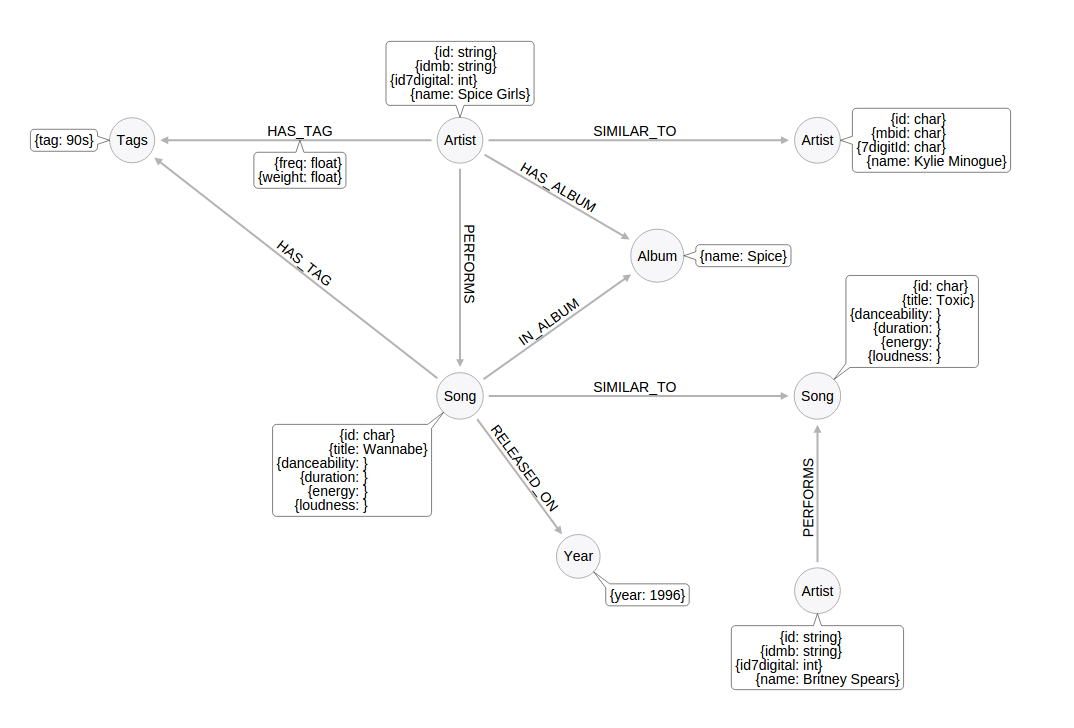 {id: string}
{idmb: string}
{id7digital: int}
{name: Spice Girls}
{tag: 90s}
Tags
HAS_TAG
{freq: float}
{weight: float}
Artist
SIMILAR_TO
Artist
{id: char}
{mbid: char}
{7digitId: char}
{name: Kylie Minogue}
HAS_ALBUM
PERFORMS
HAS_TAG
Album
{name: Spice}
IN_ALBUM
{id: char}
{title: Toxic}
{danceability: }
{duration: }
{energy: }
{loudness: }
Song
SIMILAR_TO
Song
{id: char}
{title: Wannabe}
{danceability: }
{duration: }
{energy: }
{loudness: }
RELEASED_ON
PERFORMS
Year
{year: 1996}
Artist
{id: string}
{idmb: string}
{id7digital: int}
{name: Britney Spears}